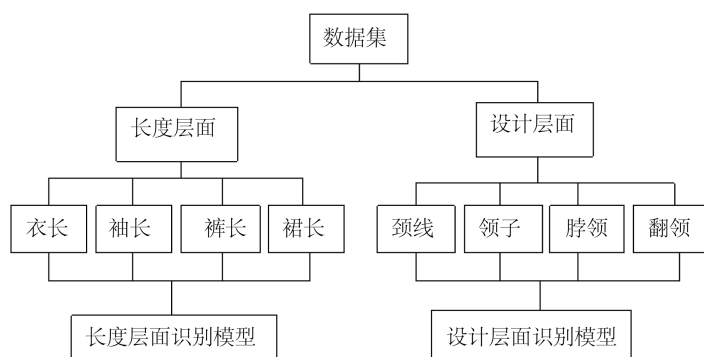 数据集
长度层面
设计层面
衣长
袖长
裤长
裙长
颈线
领子
脖领
翻领
长度层面识别模型
设计层面识别模型